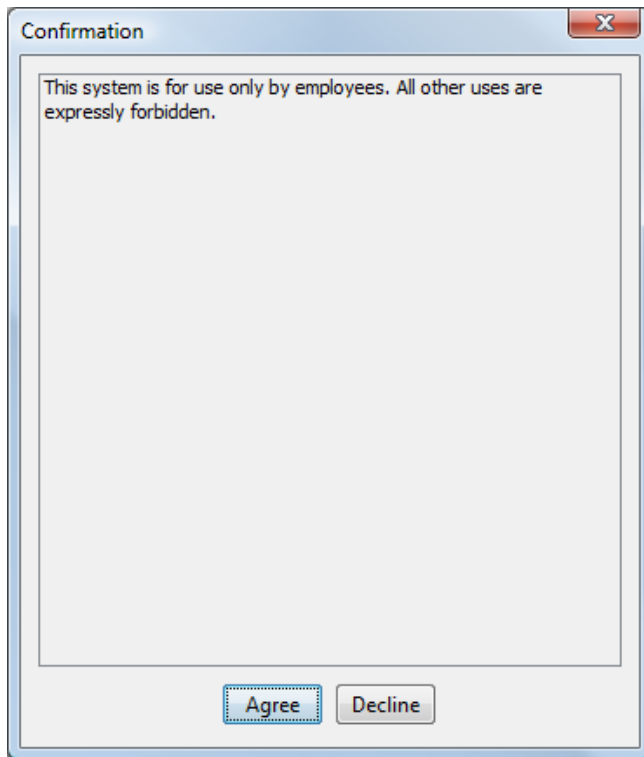 Confirmation
This system is for use only by employees. All other uses are
expressly forbidden.
Agree
Decline